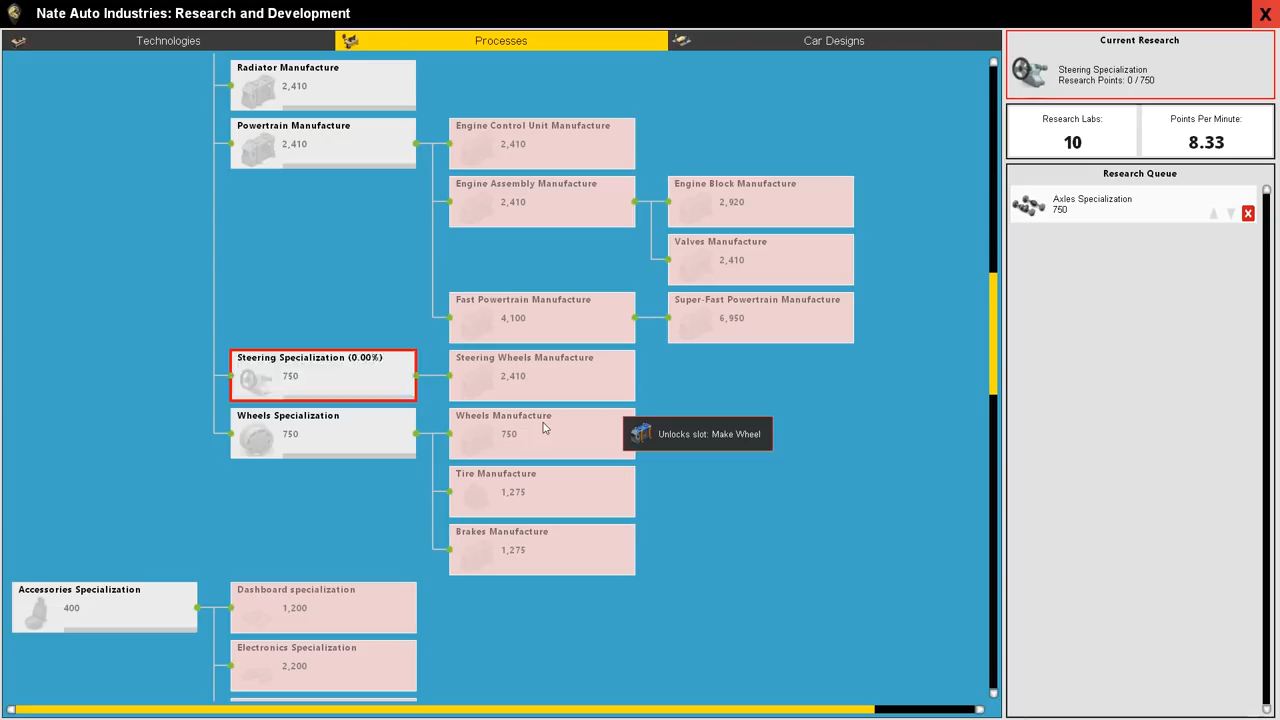 Nate Auto Industries: Research and Development
X
Technologies
Processes
Car Designs
Radiator Manufacture
2,410
Powertrain Manufacture
2,410
Engine Control Unit Manufacture
2,410
Engine Assembly Manufacture
2,410
Engine Block Manufacture
2,920
Valves Manufacture
2,410
Fast Powertrain Manufacture
4,100
Super-Fast Powertrain Manufacture
6,950
Steering Specialization (0.00%)
750
Steering Wheels Manufacture
2,410
Wheels Specialization
750
Wheels Manufacture
750
Unlocks slot: Make Wheel
Tire Manufacture
1,275
Brakes Manufacture
1,275
Accessories Specialization
400
Dashboard specialization
1,200
Electronics Specialization
2,200
Current Research
Steering Specialization
Research Points: 0 / 750
Research Labs:
10
Points Per Minute:
8.33
Research Queue
Axles Specialization
750
X